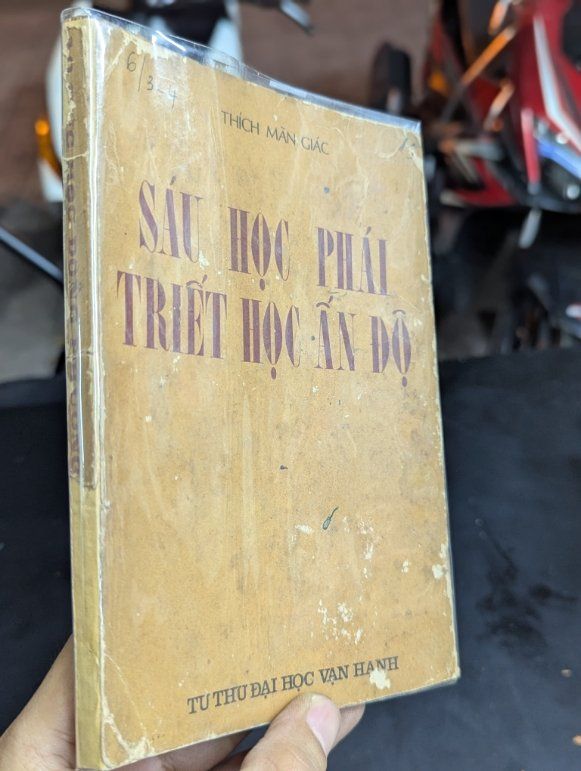 6/3-4
THÍCH MÃN GIÁC
SÁU HỌC PHÁI
TRIẾT HỌC ẤN ĐỘ
TU THƯ ĐẠI HỌC VẠN HẠNH